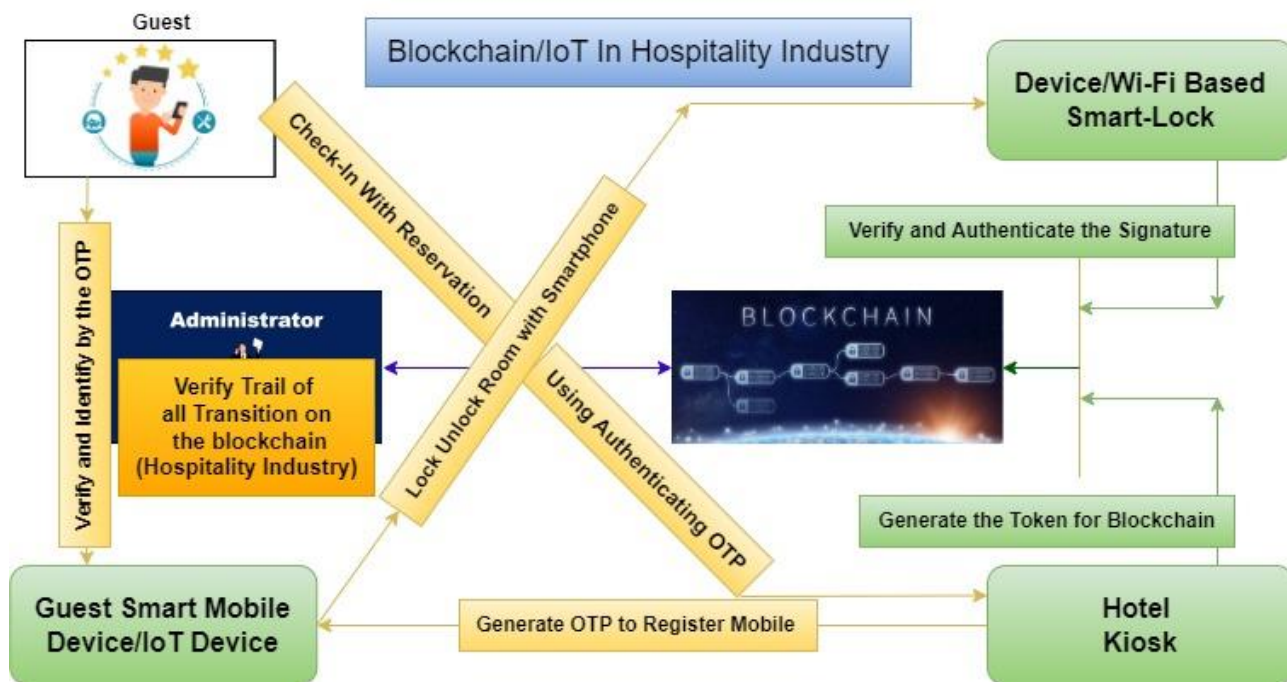 Guest
Blockchain/IoT In Hospitality Industry
Device/Wi-Fi Based
Smart-Lock
Check-In With Reservation
Using Authenticating OTP
Lock Unlock Room with Smartphone
Verify and Authenticate the Signature
Verify and Identify by the OTP
Administrator
Verify Trail of
all Transition on
the blockchain
(Hospitality Industry)
BLOCKCHAIN
Generate the Token for Blockchain
Guest Smart Mobile
Device/IoT Device
Generate OTP to Register Mobile
Hotel
Kiosk